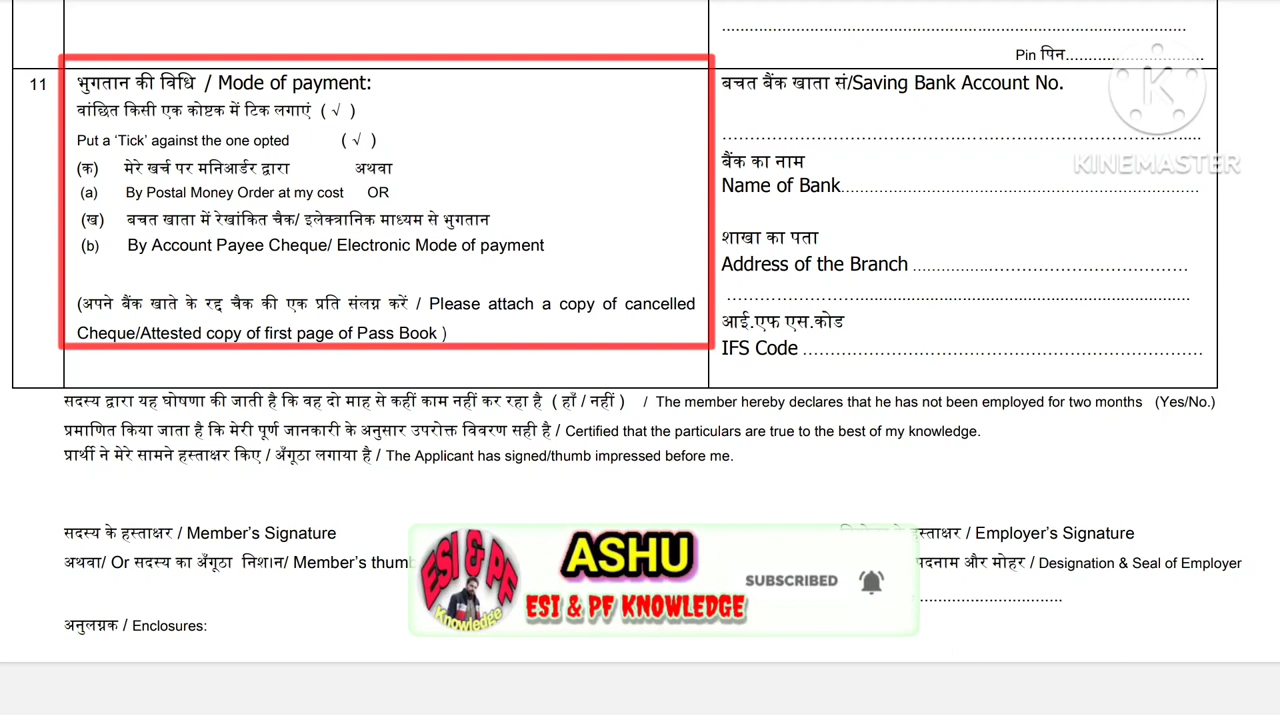 Pin पिन
11
भुगतान की विधि / Mode of payment:
वांछित किसी एक कोष्टक में टिक लगाएं ( √ )
Put a ‘Tick’ against the one opted ( √ )
(क) मेरे खर्च पर मनिआर्डर द्वारा अथवा
(a) By Postal Money Order at my cost OR
(ख) बचत खाता में रेखांकित चैक/ इलेक्त्रानिक माध्यम से भुगतान
(b) By Account Payee Cheque/ Electronic Mode of payment
(अपने बैंक खाते के रद्द चैक की एक प्रति संलग्न करें / Please attach a copy of cancelled
Cheque/Attested copy of first page of Pass Book )
बचत बैंक खाता सं/Saving Bank Account No.
बैंक का नाम
Name of Bank
शाखा का पता
Address of the Branch
आई.एफ एस.कोड
IFS Code
KINEMASTER
सदस्य द्वारा यह घोषणा की जाती है कि वह दो माह से कहीं काम नहीं कर रहा है ( हाँ / नहीं ) / The member hereby declares that he has not been employed for two months (Yes/No.)
प्रमाणित किया जाता है कि मेरी पूर्ण जानकारी के अनुसार उपरोक्त विवरण सही है / Certified that the particulars are true to the best of my knowledge.
प्रार्थी ने मेरे सामने हस्ताक्षर किए / अँगूठा लगाया है / The Applicant has signed/thumb impressed before me.
सदस्य के हस्ताक्षर / Member’s Signature
/ Employer’s Signature
अथवा/ Or सदस्य का अँगूठा निशान/ Member’s thum
पदनाम और मोहर / Designation & Seal of Employer
अनुलग्नक / Enclosures:
ESI & PF
Knowledge
ASHU
ESI & PF KNOWLEDGE
SUBSCRIBED